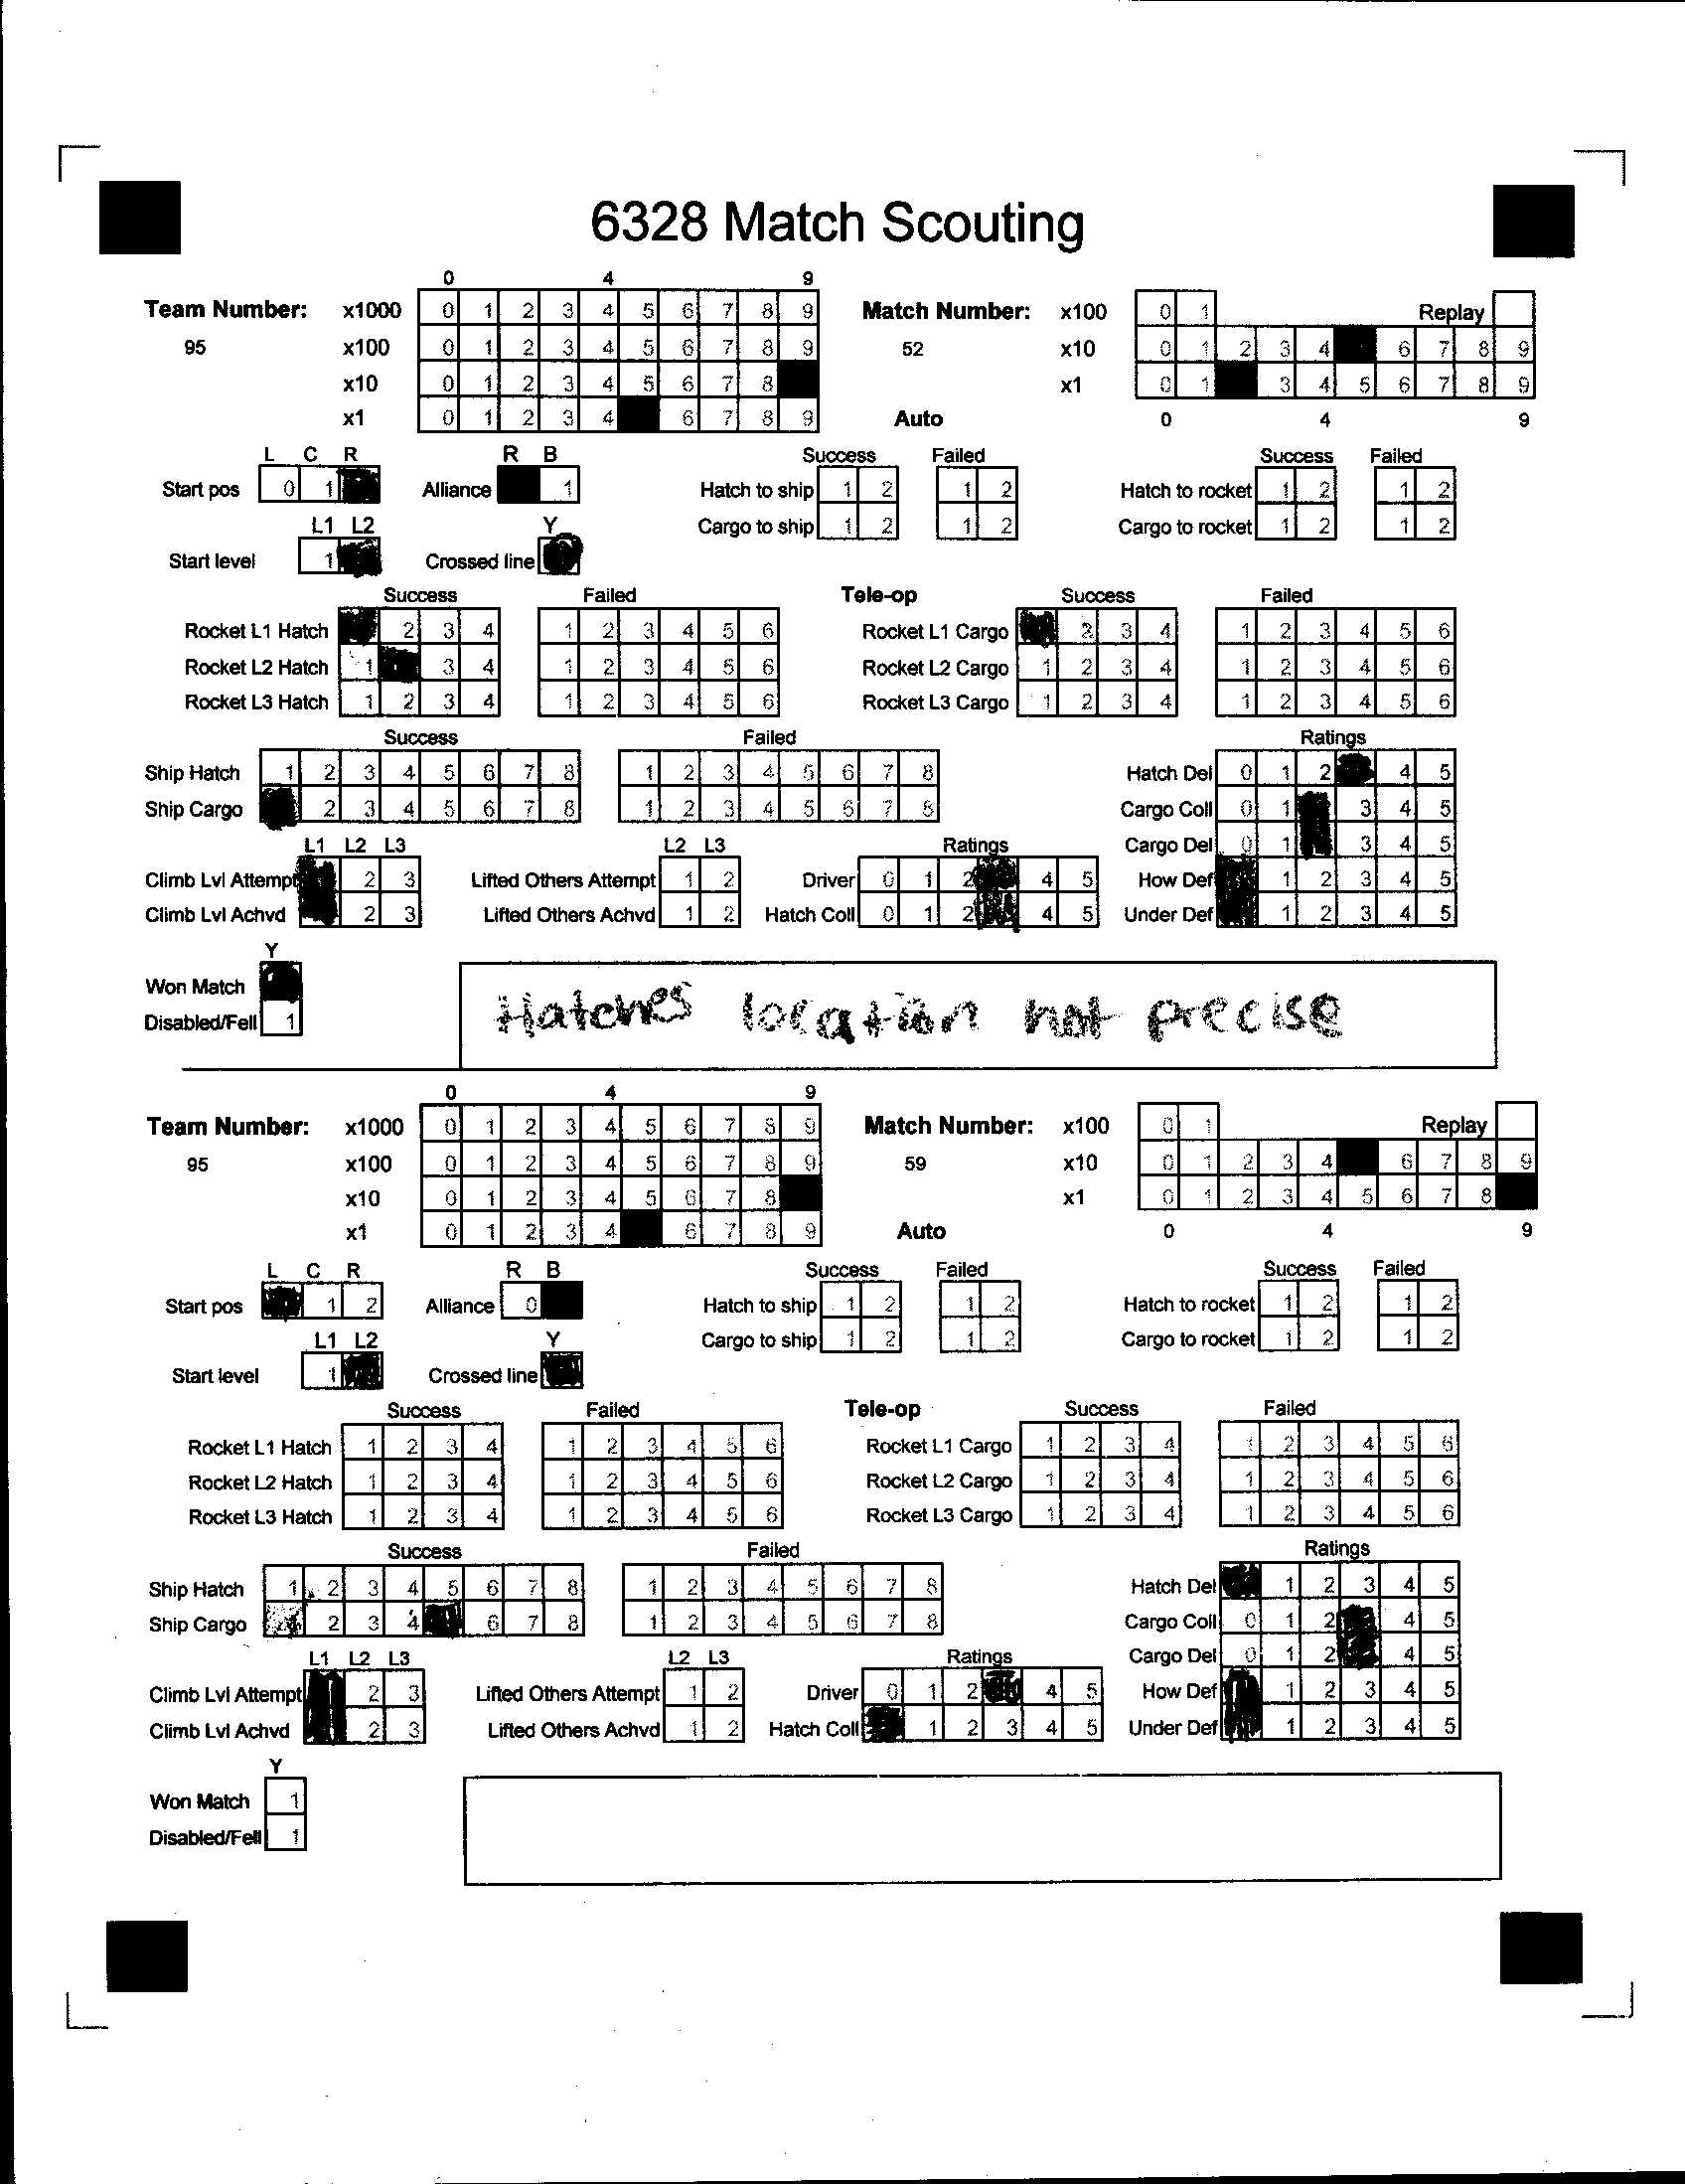 6328 Match Scouting
0 4 9
Team Number: x1000 0 1 2 3 4 5 6 7 8 9 Match Number: x100 0 1 Replay
95 x100 0 1 2 3 4 5 6 7 8 9 52 x10 0 1 2 3 4 6 7 8 9
x10 0 1 2 3 4 5 6 7 8 x1 0 1 3 4 5 6 7 8 9
x1 0 1 2 3 4 6 7 8 9 Auto 0 4 9
L C R R B Success Failed Success Failed
Start pos 0 1 Alliance 1 Hatch to ship 1 2 1 2 Hatch to rocket 1 2 1 2
L1 L2 Y Cargo to ship 1 2 1 2 Cargo to rocket 1 2 1 2
Start level 1 Crossed line
Success Failed Tele-op Success Failed
Rocket L1 Hatch 2 3 4 1 2 3 4 5 6 Rocket L1 Cargo 2 3 4 1 2 3 4 5 6
Rocket L2 Hatch 1 3 4 1 2 3 4 5 6 Rocket L2 Cargo 1 2 3 4 1 2 3 4 5 6
Rocket L3 Hatch 1 2 3 4 1 2 3 4 5 6 Rocket L3 Cargo 1 2 3 4 1 2 3 4 5 6
Success Failed Ratings
Ship Hatch 1 2 3 4 5 6 7 8 1 2 3 4 5 6 7 8 Hatch Del 0 1 2 4 5
Ship Cargo 2 3 4 5 6 7 8 1 2 3 4 5 6 7 8 Cargo Coll 0 1 3 4 5
L1 L2 L3 L2 L3 Ratings Cargo Del 0 1 3 4 5
Climb Lvl Attempt 2 3 Lifted Others Attempt 1 2 Driver 0 1 2 4 5 How Def 1 2 3 4 5
Climb Lvl Achvd 2 3 Lifted Others Achvd 1 2 Hatch Coll 0 1 2 4 5 Under Def 1 2 3 4 5
Y
Won Match
Disabled/Fell 1
Hatches location not precise
0 4 9
Team Number: x1000 0 1 2 3 4 5 6 7 8 9 Match Number: x100 0 1 Replay
95 x100 0 1 2 3 4 5 6 7 8 9 59 x10 0 1 2 3 4 6 7 8 9
x10 0 1 2 3 4 5 6 7 8 x1 0 1 2 3 4 5 6 7 8
x1 0 1 2 3 4 6 7 8 9 Auto 0 4 9
L C R R B Success Failed Success Failed
Start pos 1 2 Alliance 0 Hatch to ship 1 2 1 2 Hatch to rocket 1 2 1 2
L1 L2 Y Cargo to ship 1 2 1 2 Cargo to rocket 1 2 1 2
Start level 1 Crossed line
Success Failed Tele-op Success Failed
Rocket L1 Hatch 1 2 3 4 1 2 3 4 5 6 Rocket L1 Cargo 1 2 3 4 1 2 3 4 5 6
Rocket L2 Hatch 1 2 3 4 1 2 3 4 5 6 Rocket L2 Cargo 1 2 3 4 1 2 3 4 5 6
Rocket L3 Hatch 1 2 3 4 1 2 3 4 5 6 Rocket L3 Cargo 1 2 3 4 1 2 3 4 5 6
Success Failed Ratings
Ship Hatch 1 2 3 4 5 6 7 8 1 2 3 4 5 6 7 8 Hatch Del 1 2 3 4 5
Ship Cargo 2 3 4 6 7 8 1 2 3 4 5 6 7 8 Cargo Coll 0 1 2 4 5
L1 L2 L3 L2 L3 Ratings Cargo Del 0 1 2 4 5
Climb Lvl Attempt 2 3 Lifted Others Attempt 1 2 Driver 0 1 2 4 5 How Def 1 2 3 4 5
Climb Lvl Achvd 2 3 Lifted Others Achvd 1 2 Hatch Coll 1 2 3 4 5 Under Def 1 2 3 4 5
Y
Won Match 1
Disabled/Fell 1